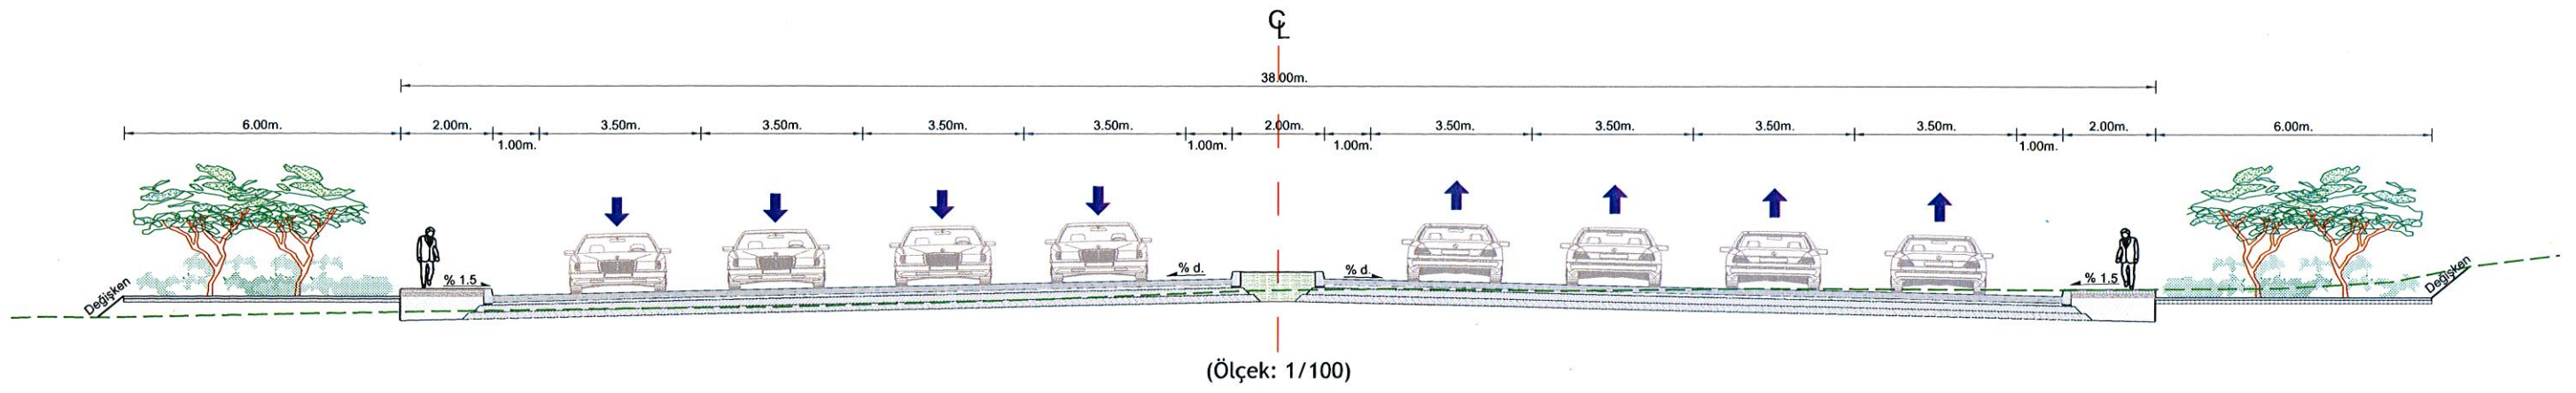 CL
38.00m.
6.00m. 2.00m. 3.50m. 3.50m. 3.50m. 3.50m. 2.00m. 3.50m. 3.50m. 3.50m. 3.50m. 2.00m. 6.00m.
1.00m. 1.00m. 1.00m. 1.00m.
% d. % d.
Değişken % 1.5 % 1.5 Değişken
(Ölçek: 1/100)